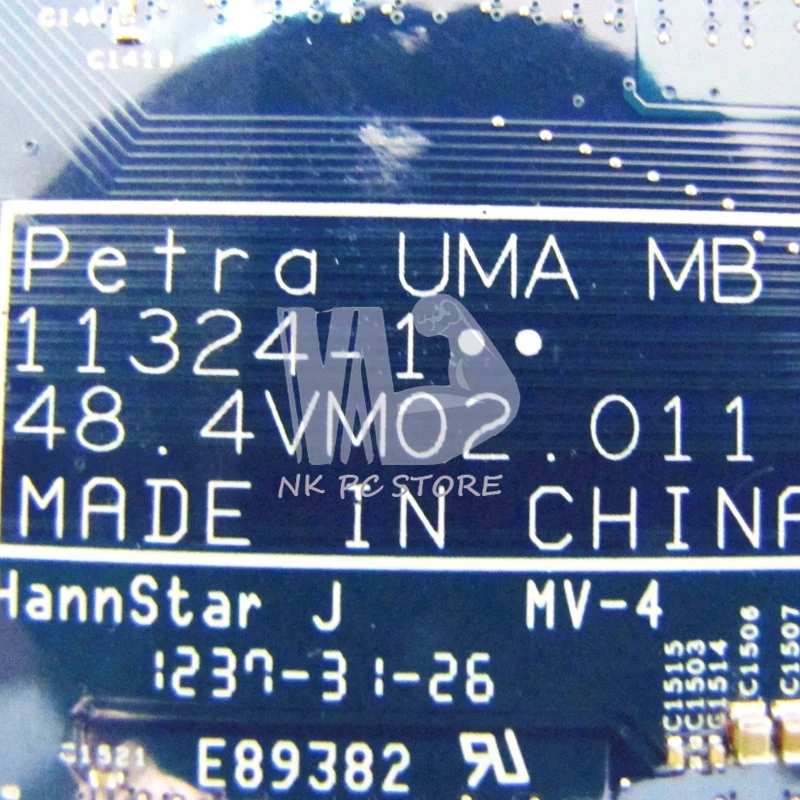 C1419
Petra UMA MB
11324-1
48.4VM02.011
MADE IN CHINA
NK PC STORE
HannStar J MV-4
1237-31-26
C1515
C1503
C1514
C1506
C1507
C1521
E89382